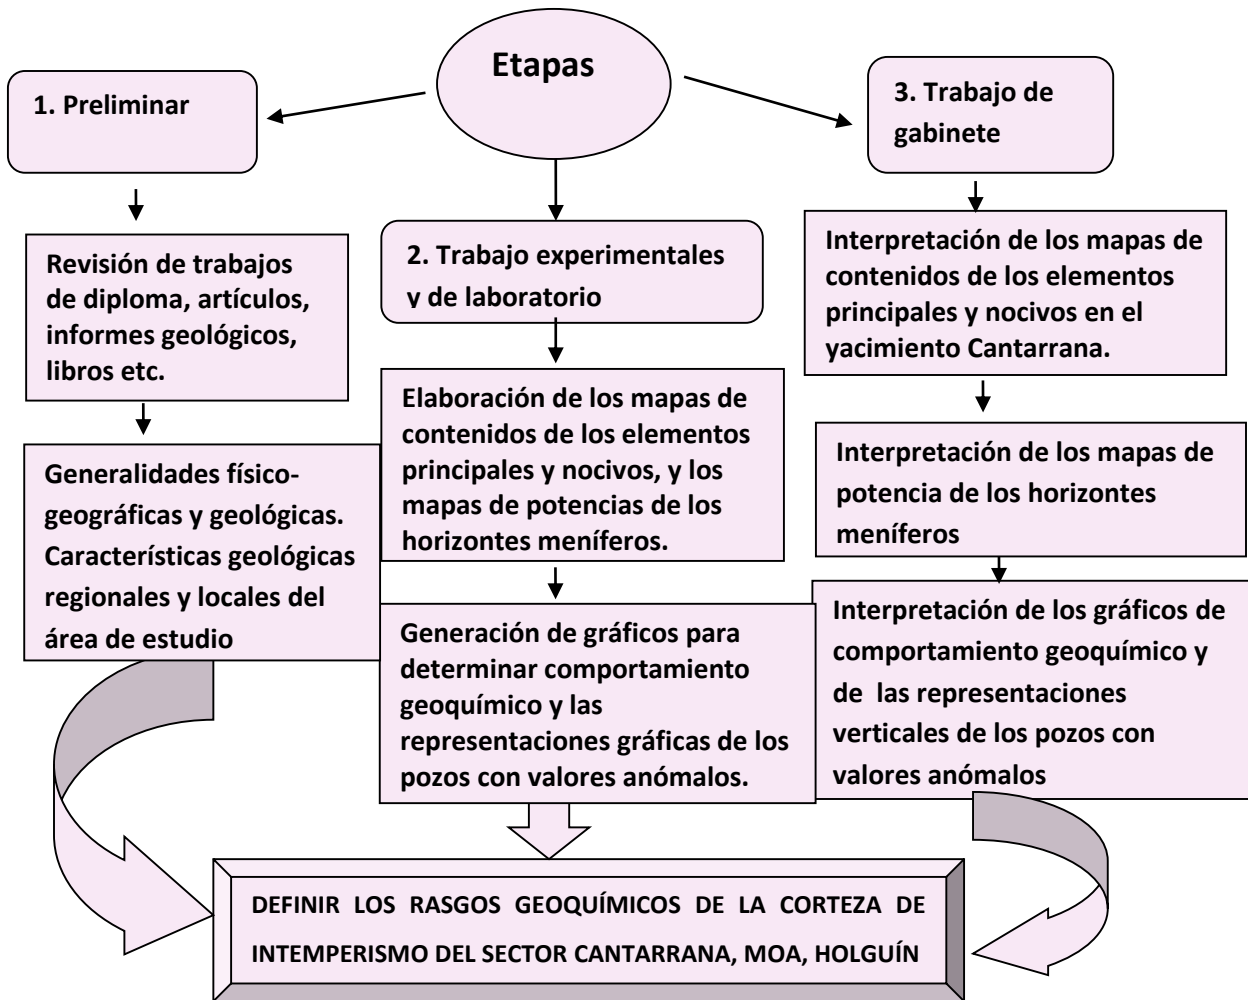 Etapas
1. Preliminar
Revisión de trabajos
de diploma, artículos,
informes geológicos,
libros etc.
Generalidades físico-
geográficas y geológicas.
Características geológicas
regionales y locales del
área de estudio
2. Trabajo experimentales
y de laboratorio
Elaboración de los mapas de
contenidos de los elementos
principales y nocivos, y los
mapas de potencias de los
horizontes meníferos.
Generación de gráficos para
determinar comportamiento
geoquímico y las
representaciones gráficas de los
pozos con valores anómalos.
3. Trabajo de
gabinete
Interpretación de los mapas de
contenidos de los elementos
principales y nocivos en el
yacimiento Cantarrana.
Interpretación de los mapas de
potencia de los horizontes
meníferos
Interpretación de los gráficos de
comportamiento geoquímico y
de las representaciones
verticales de los pozos con
valores anómalos
DEFINIR LOS RASGOS GEOQUÍMICOS DE LA CORTEZA DE
INTEMPERISMO DEL SECTOR CANTARRANA, MOA, HOLGUÍN